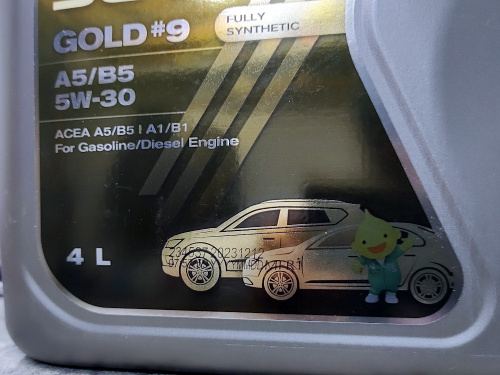 GOLD #9
FULLY
SYNTHETIC
A5/B5
5W-30
ACEA A5/B5 | A1/B1
For Gasoline/Diesel Engine
4 L